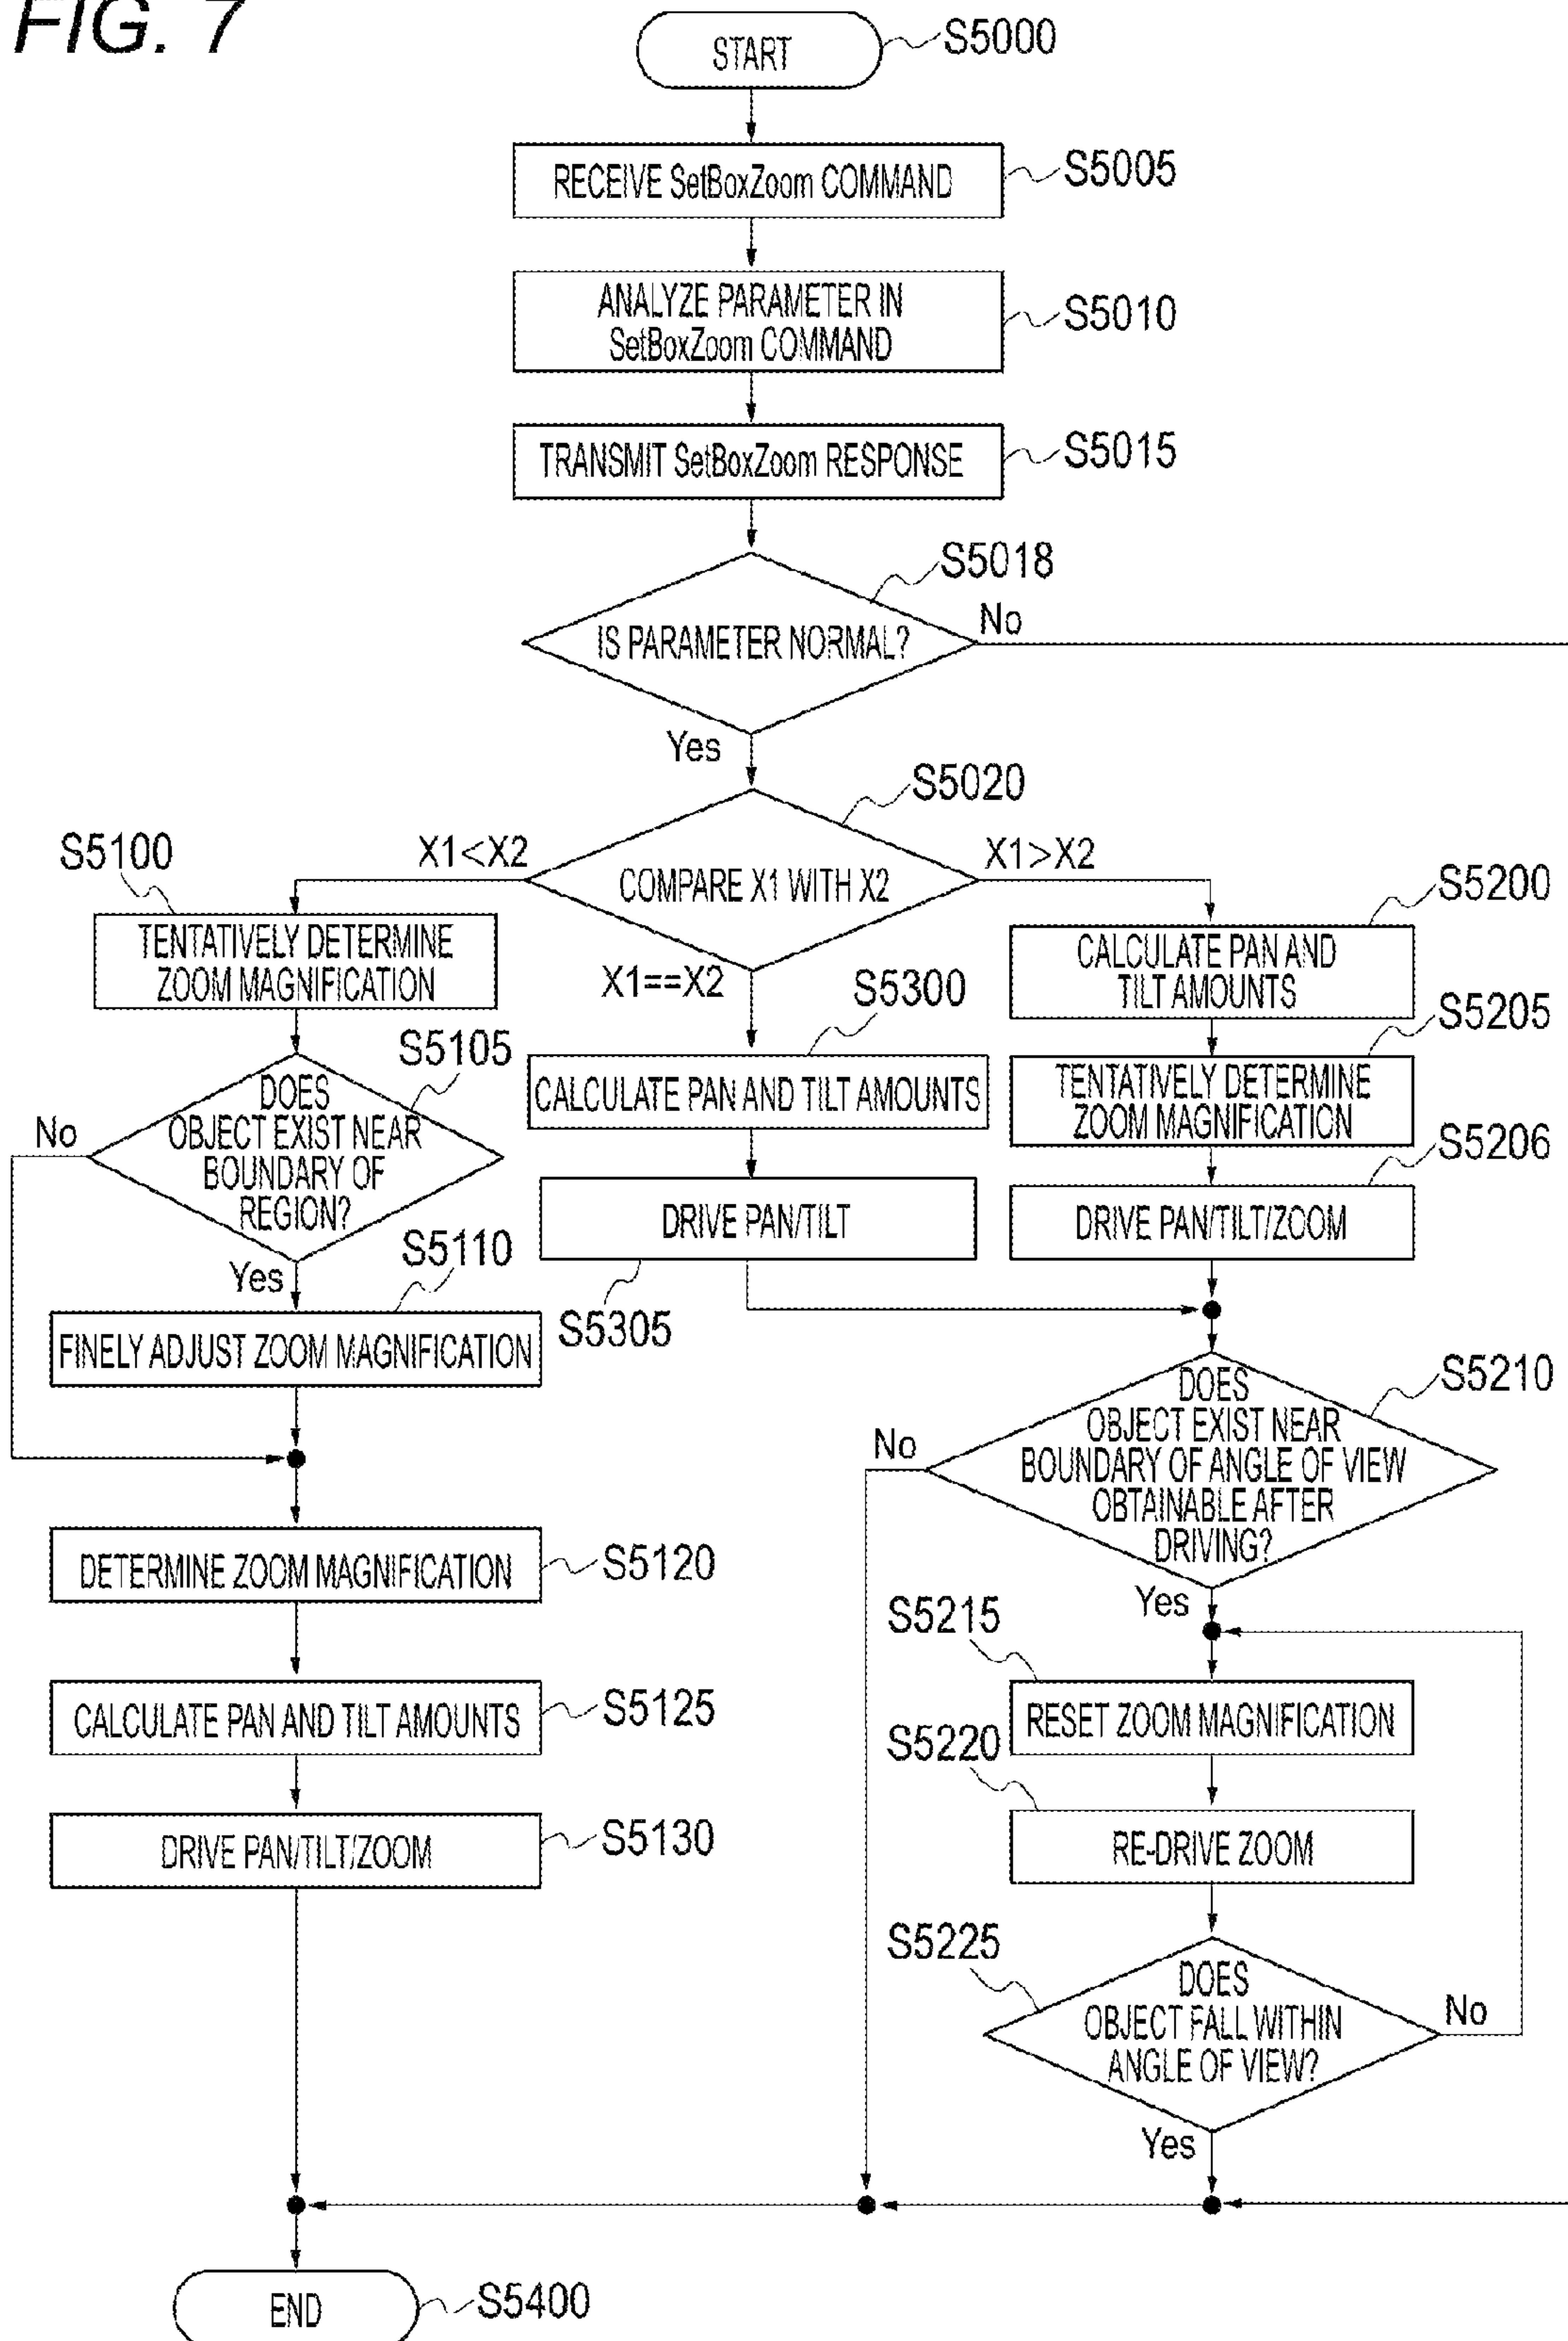 FIG. 7
START
S5000
RECEIVE SetBoxZoom COMMAND
S5005
ANALYZE PARAMETER IN
SetBoxZoom COMMAND
S5010
TRANSMIT SetBoxZoom RESPONSE
S5015
S5018
IS PARAMETER NORMAL?
No
Yes
S5020
COMPARE X1 WITH X2
X1<X2
X1>X2
X1==X2
S5100
TENTATIVELY DETERMINE
ZOOM MAGNIFICATION
S5105
DOES
OBJECT EXIST NEAR
BOUNDARY OF
REGION?
No
Yes
S5110
FINELY ADJUST ZOOM MAGNIFICATION
DETERMINE ZOOM MAGNIFICATION
S5120
CALCULATE PAN AND TILT AMOUNTS
S5125
DRIVE PAN/TILT/ZOOM
S5130
S5300
CALCULATE PAN AND TILT AMOUNTS
DRIVE PAN/TILT
S5305
S5200
CALCULATE PAN AND
TILT AMOUNTS
S5205
TENTATIVELY DETERMINE
ZOOM MAGNIFICATION
S5206
DRIVE PAN/TILT/ZOOM
S5210
DOES
OBJECT EXIST NEAR
BOUNDARY OF ANGLE OF VIEW
OBTAINABLE AFTER
DRIVING?
No
Yes
S5215
RESET ZOOM MAGNIFICATION
S5220
RE-DRIVE ZOOM
S5225
DOES
OBJECT FALL WITHIN
ANGLE OF VIEW?
No
Yes
END
S5400